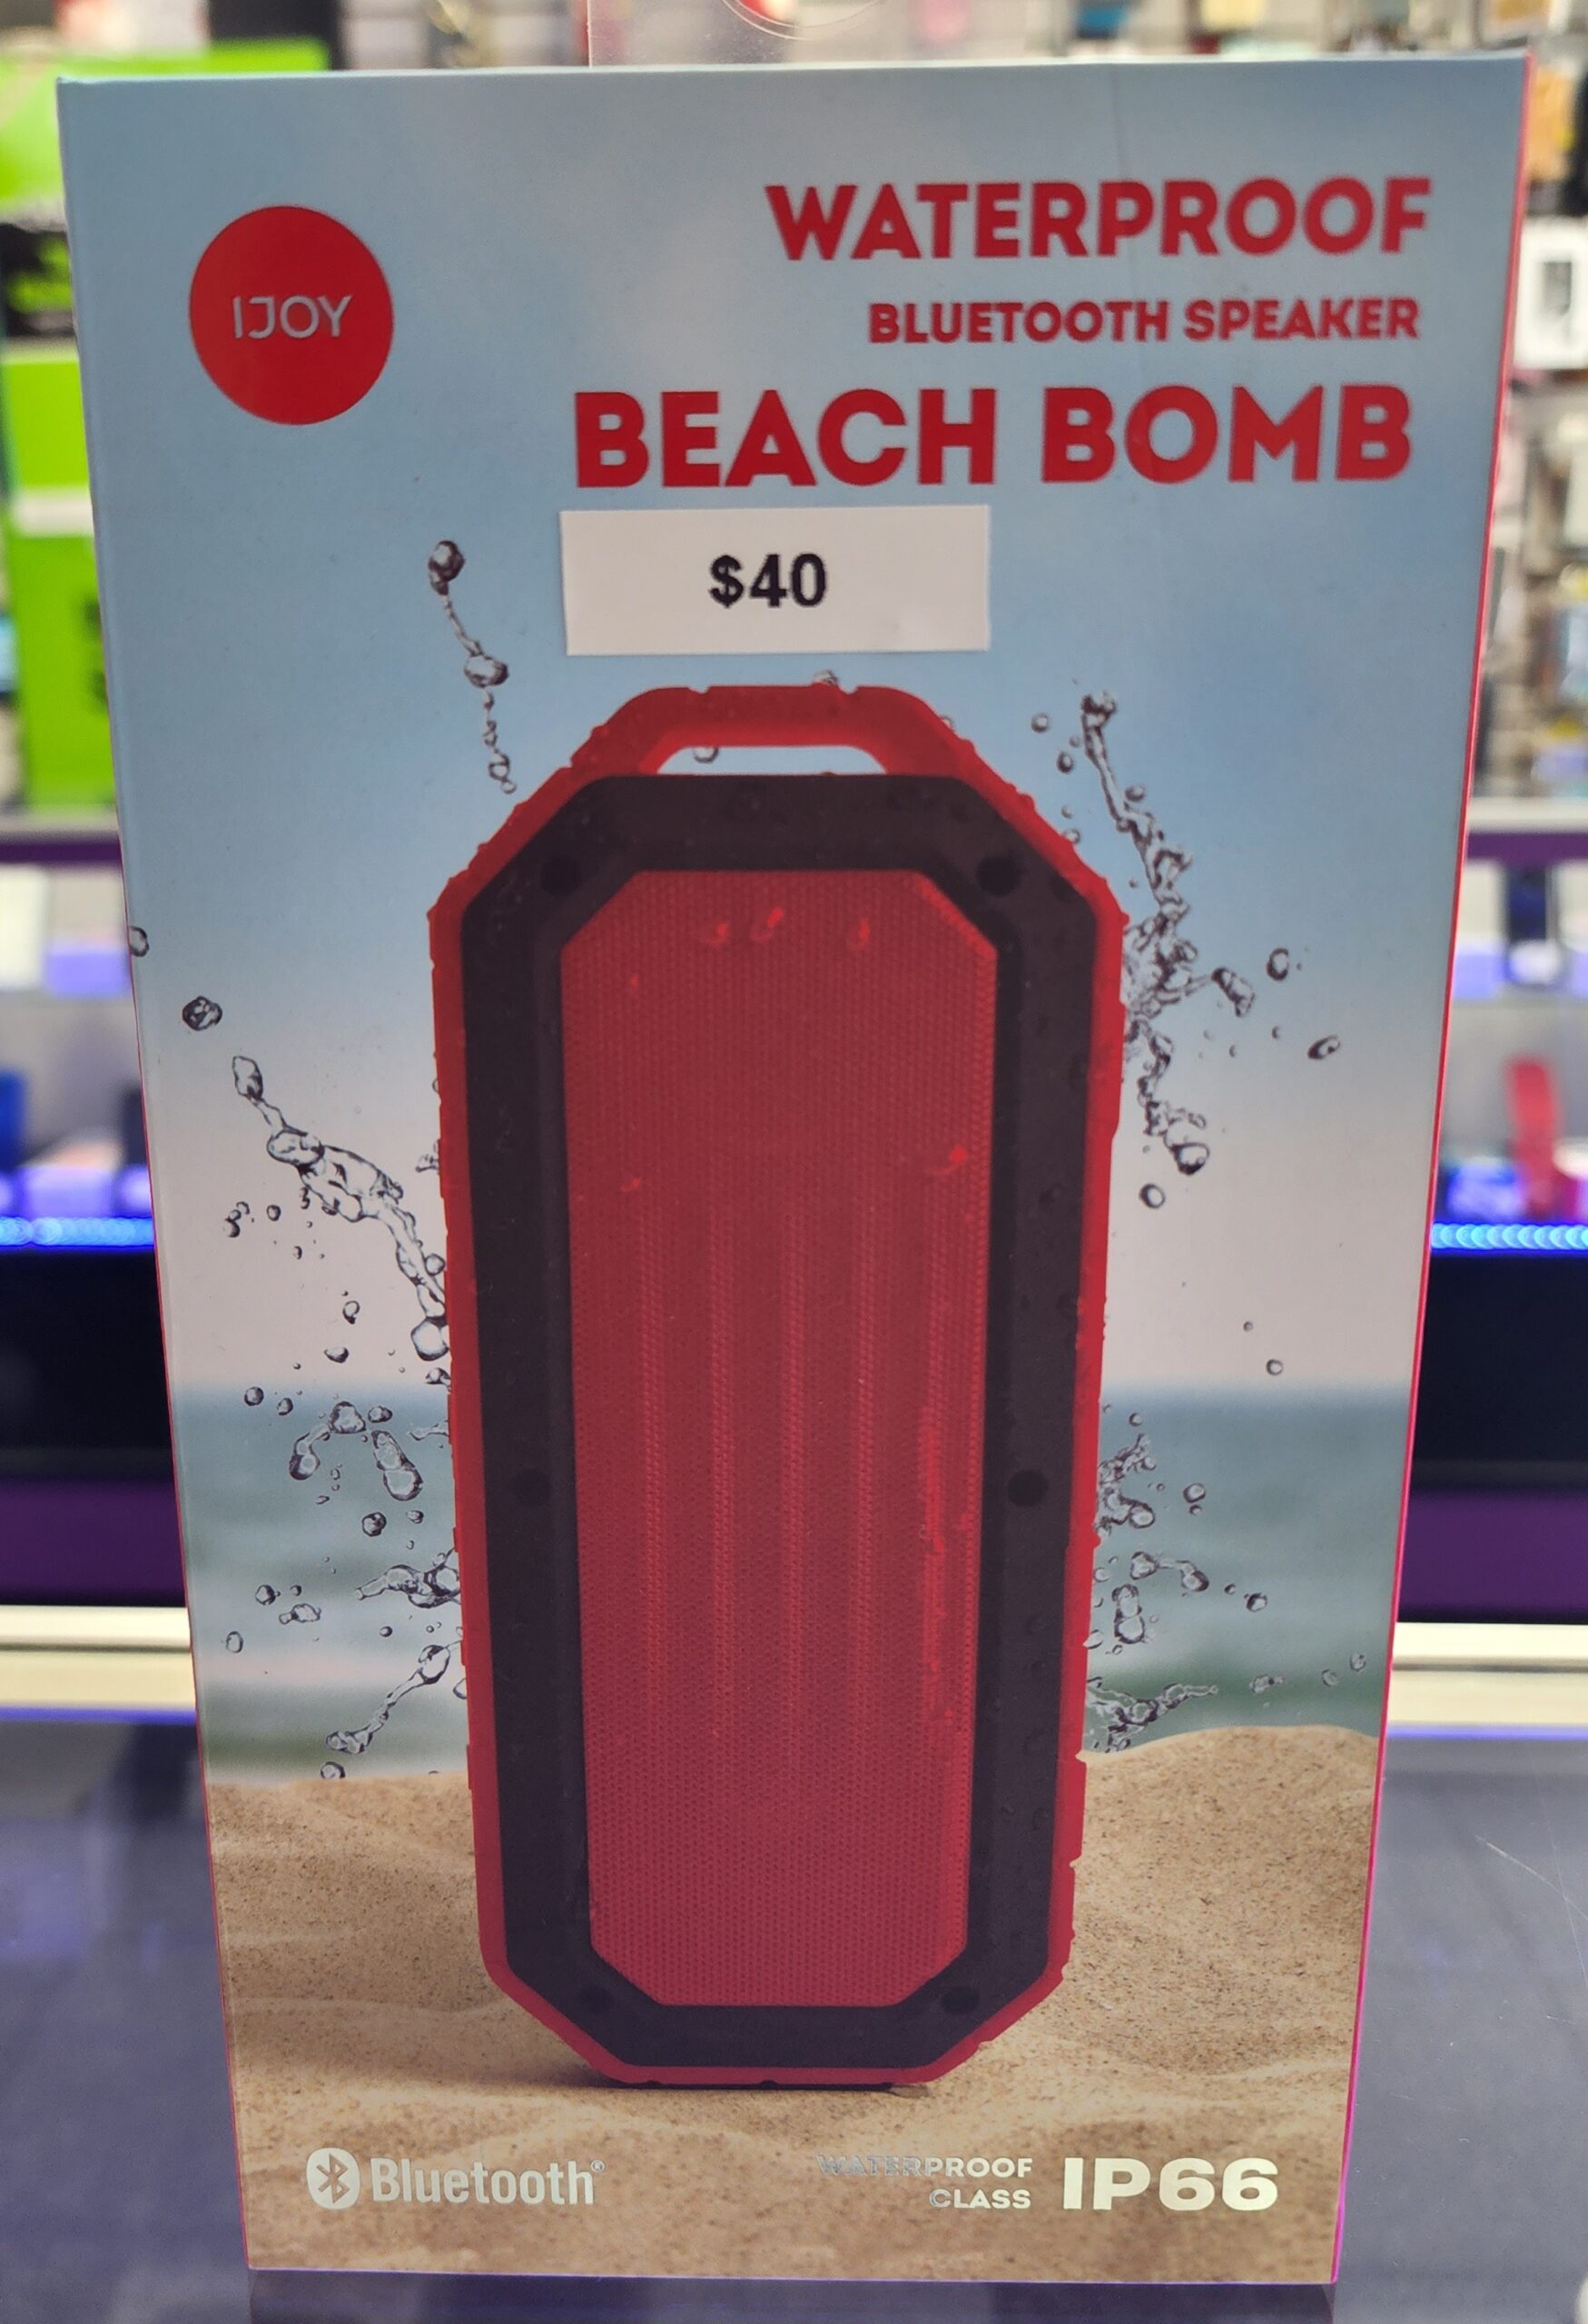 IJOY
WATERPROOF
BLUETOOTH SPEAKER
BEACH BOMB
$40
Bluetooth®
WATERPROOF
CLASS
IP66